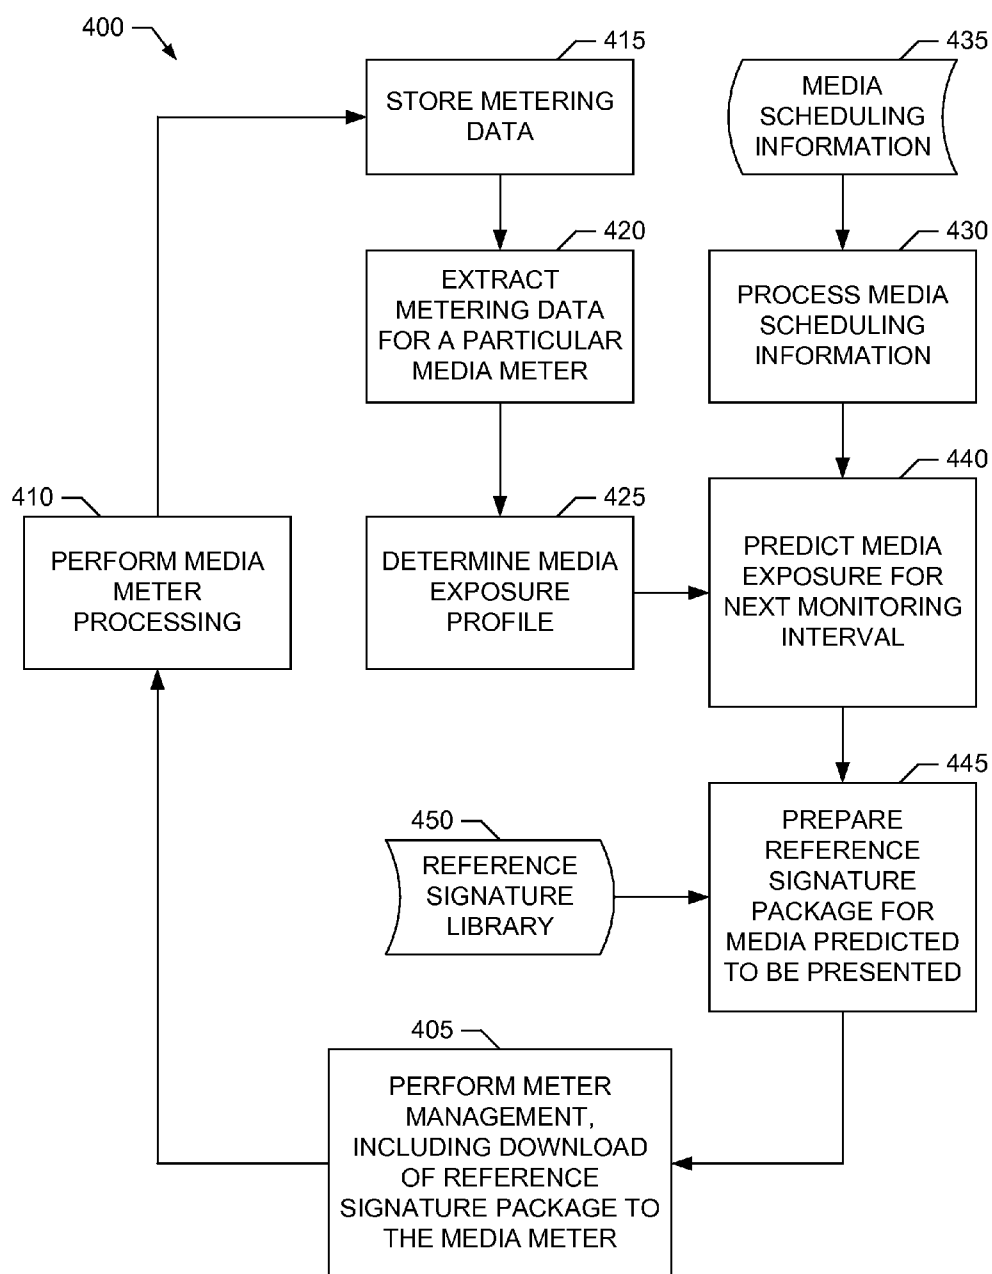 400
415
STORE METERING
DATA
435
MEDIA
SCHEDULING
INFORMATION
420
EXTRACT
METERING DATA
FOR A PARTICULAR
MEDIA METER
430
PROCESS MEDIA
SCHEDULING
INFORMATION
410
PERFORM MEDIA
METER
PROCESSING
425
DETERMINE MEDIA
EXPOSURE
PROFILE
440
PREDICT MEDIA
EXPOSURE FOR
NEXT MONITORING
INTERVAL
450
REFERENCE
SIGNATURE
LIBRARY
445
PREPARE
REFERENCE
SIGNATURE
PACKAGE FOR
MEDIA PREDICTED
TO BE PRESENTED
405
PERFORM METER
MANAGEMENT,
INCLUDING DOWNLOAD
OF REFERENCE
SIGNATURE PACKAGE TO
THE MEDIA METER